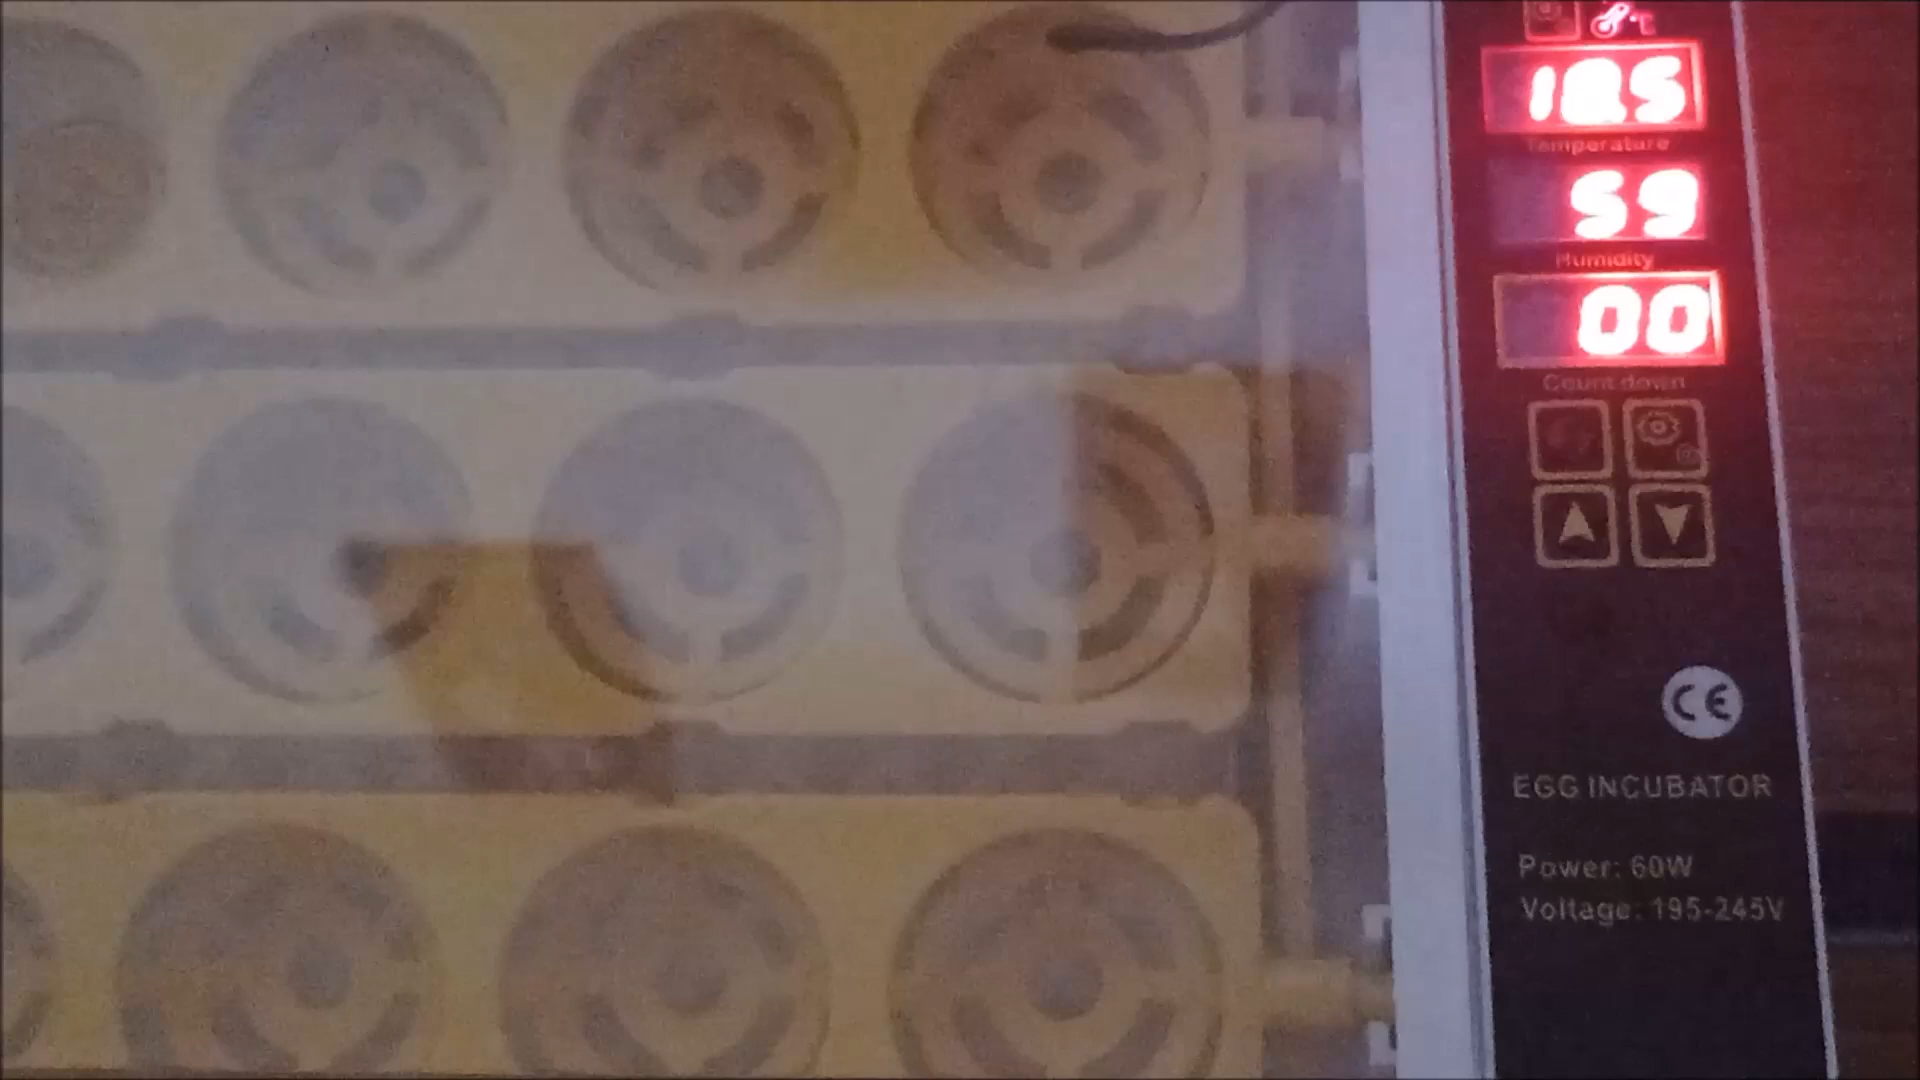 °C
18.5
Temperature
59
Humidity
00
Count down
CE
EGG INCUBATOR
Power: 60W
Voltage: 195-245V